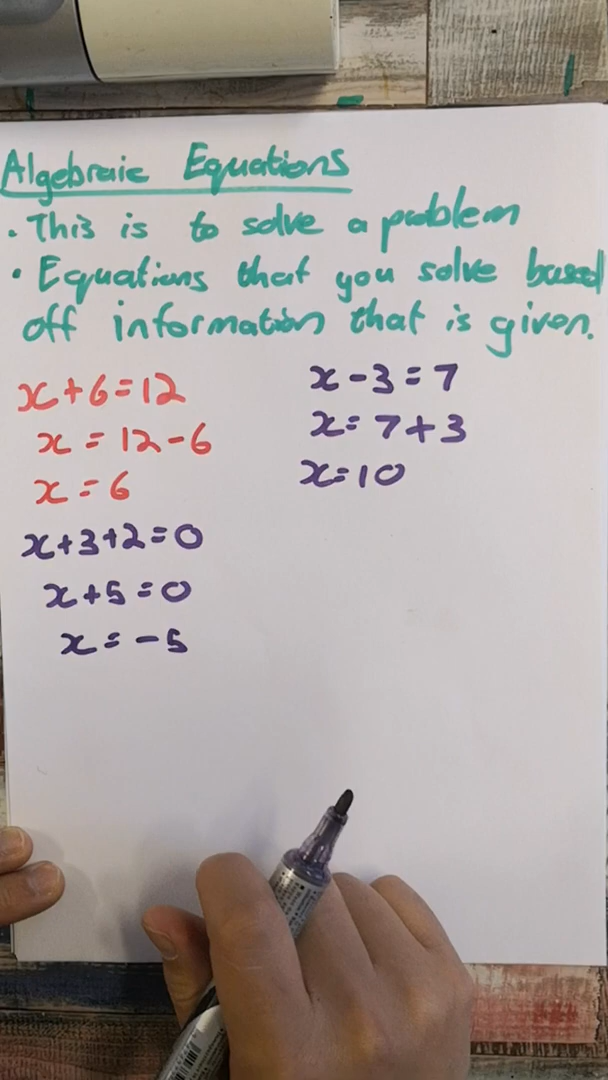 Algebraic Equations
• This is to solve a problem
• Equations that you solve based
off information that is given.
x+6=12
x = 12-6
x = 6
x+3+2=0
x+5=0
x = -5
x-3=7
x=7+3
x=10